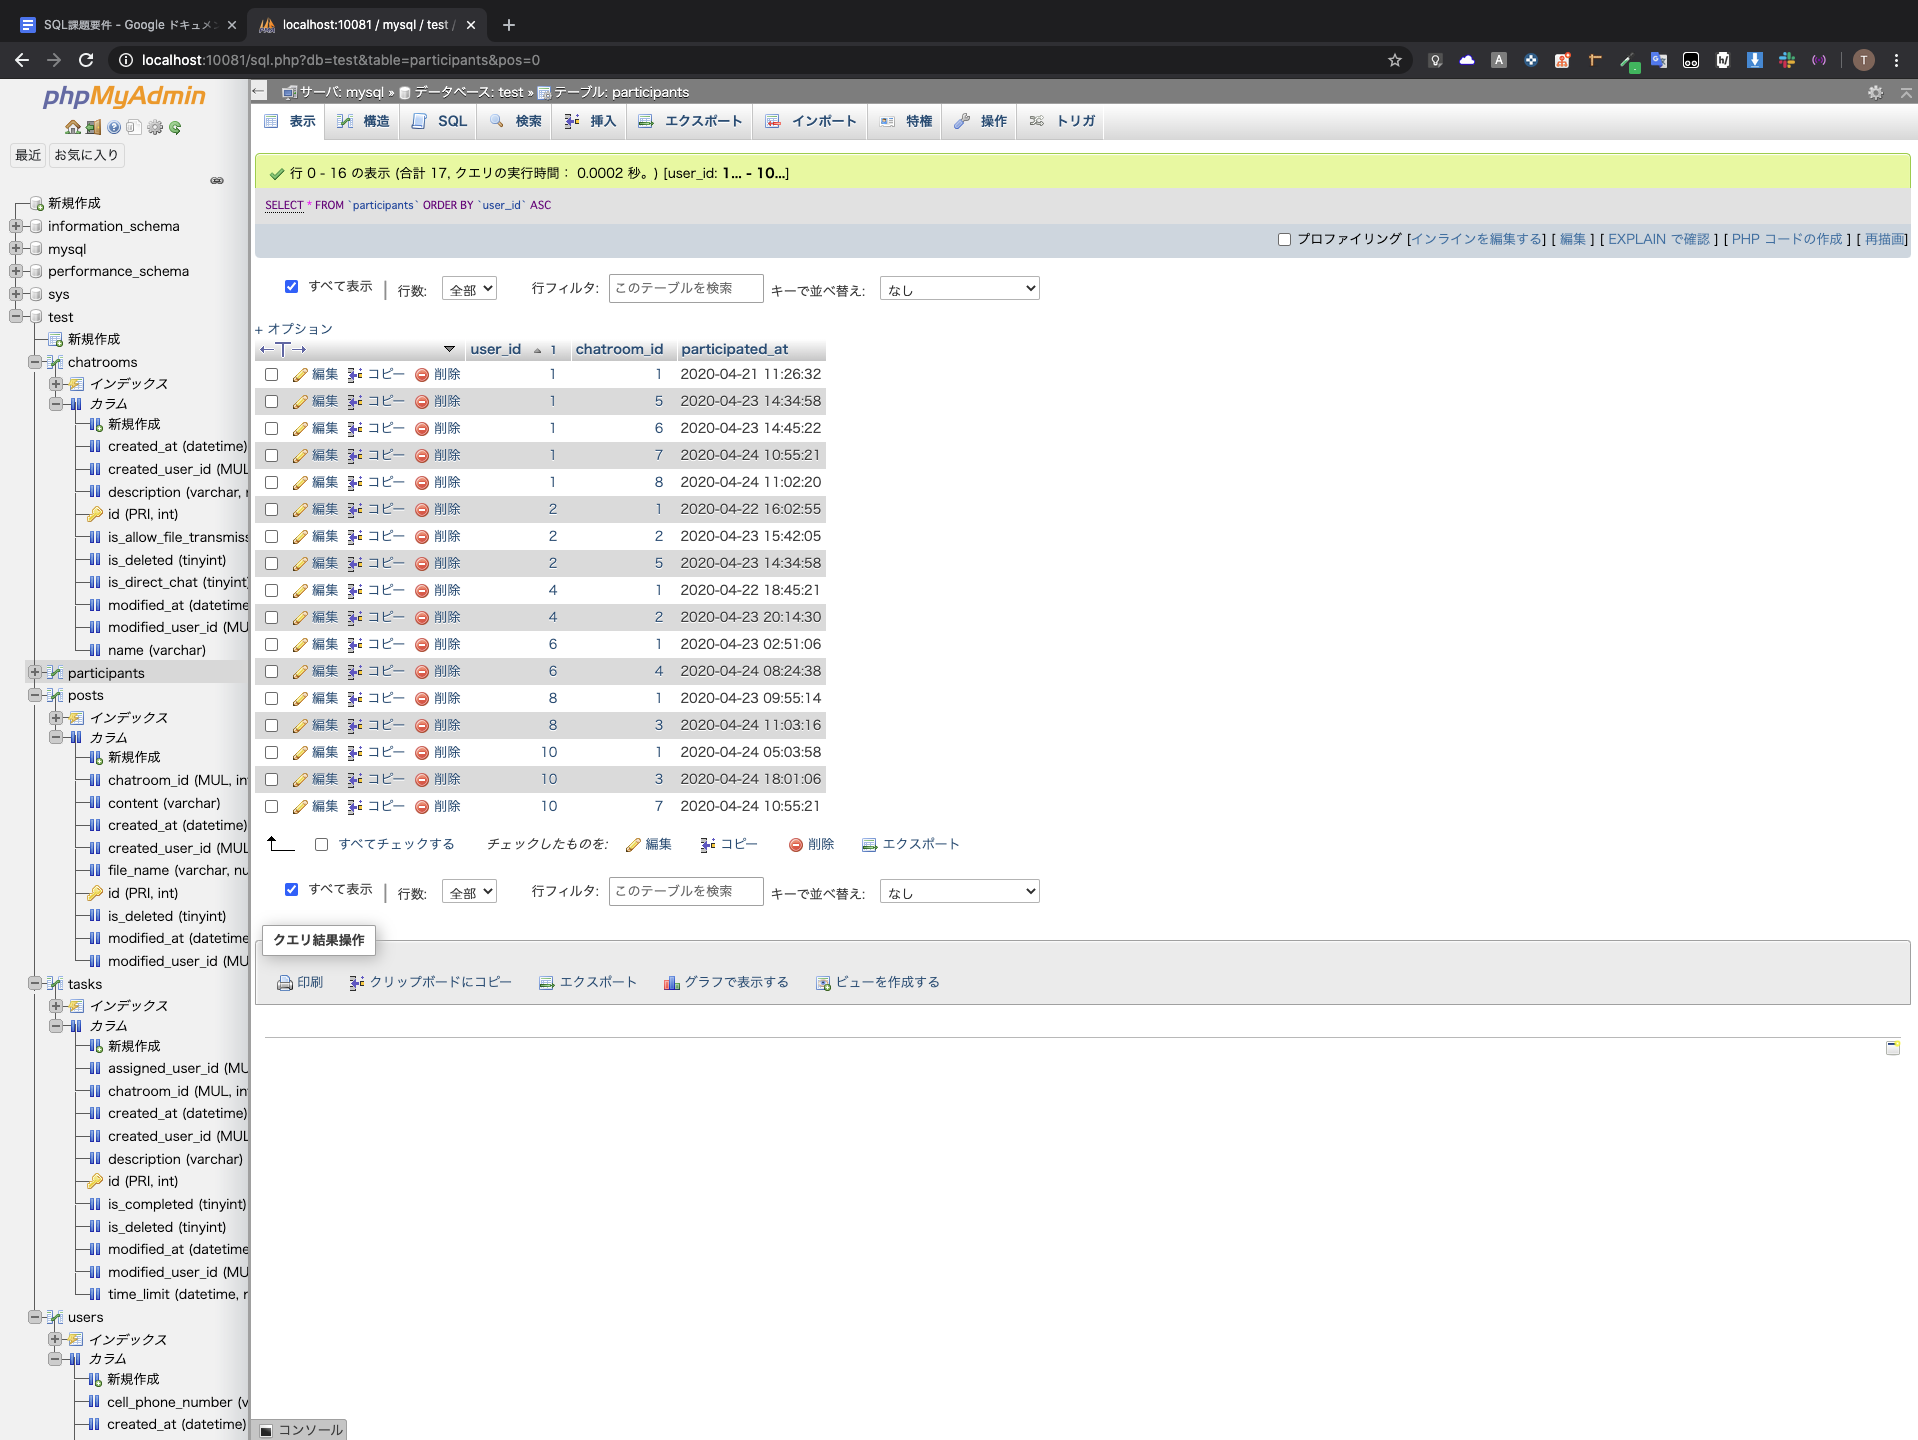 SQL課題要件 - Google ドキュメン
localhost:10081 / mysql / test /
localhost:10081/sql.php?db=test&table=participants&pos=0
A
T
phpMyAdmin
最近
お気に入り
新規作成
information_schema
mysql
performance_schema
sys
test
新規作成
chatrooms
インデックス
カラム
新規作成
created_at (datetime)
created_user_id (MUL
description (varchar, n
id (PRI, int)
is_allow_file_transmiss
is_deleted (tinyint)
is_direct_chat (tinyint)
modified_at (datetime
modified_user_id (MU
name (varchar)
participants
posts
インデックス
カラム
新規作成
chatroom_id (MUL, in
content (varchar)
created_at (datetime)
created_user_id (MUL
file_name (varchar, nu
id (PRI, int)
is_deleted (tinyint)
modified_at (datetime
modified_user_id (MU
tasks
インデックス
カラム
新規作成
assigned_user_id (MU
chatroom_id (MUL, in
created_at (datetime)
created_user_id (MUL
description (varchar)
id (PRI, int)
is_completed (tinyint)
is_deleted (tinyint)
modified_at (datetime
modified_user_id (MU
time_limit (datetime, n
users
インデックス
カラム
新規作成
cell_phone_number (v
created_at (datetime)
サーバ: mysql » データベース: test » テーブル: participants
表示 構造 SQL 検索 挿入 エクスポート インポート 特権 操作 トリガ
行 0 - 16 の表示 (合計 17, クエリの実行時間： 0.0002 秒。) [user_id: 1... - 10...]
SELECT * FROM `participants` ORDER BY `user_id` ASC
プロファイリング [インラインを編集する] [ 編集 ] [ EXPLAIN で確認 ] [ PHP コードの作成 ] [ 再描画]
すべて表示 | 行数: 全部 行フィルタ: このテーブルを検索 キーで並べ替え: なし
+ オプション
←T→ user_id 1 chatroom_id participated_at
編集 コピー 削除 1 1 2020-04-21 11:26:32
編集 コピー 削除 1 5 2020-04-23 14:34:58
編集 コピー 削除 1 6 2020-04-23 14:45:22
編集 コピー 削除 1 7 2020-04-24 10:55:21
編集 コピー 削除 1 8 2020-04-24 11:02:20
編集 コピー 削除 2 1 2020-04-22 16:02:55
編集 コピー 削除 2 2 2020-04-23 15:42:05
編集 コピー 削除 2 5 2020-04-23 14:34:58
編集 コピー 削除 4 1 2020-04-22 18:45:21
編集 コピー 削除 4 2 2020-04-23 20:14:30
編集 コピー 削除 6 1 2020-04-23 02:51:06
編集 コピー 削除 6 4 2020-04-24 08:24:38
編集 コピー 削除 8 1 2020-04-23 09:55:14
編集 コピー 削除 8 3 2020-04-24 11:03:16
編集 コピー 削除 10 1 2020-04-24 05:03:58
編集 コピー 削除 10 3 2020-04-24 18:01:06
編集 コピー 削除 10 7 2020-04-24 10:55:21
すべてチェックする チェックしたものを: 編集 コピー 削除 エクスポート
すべて表示 | 行数: 全部 行フィルタ: このテーブルを検索 キーで並べ替え: なし
クエリ結果操作
印刷 クリップボードにコピー エクスポート グラフで表示する ビューを作成する
コンソール